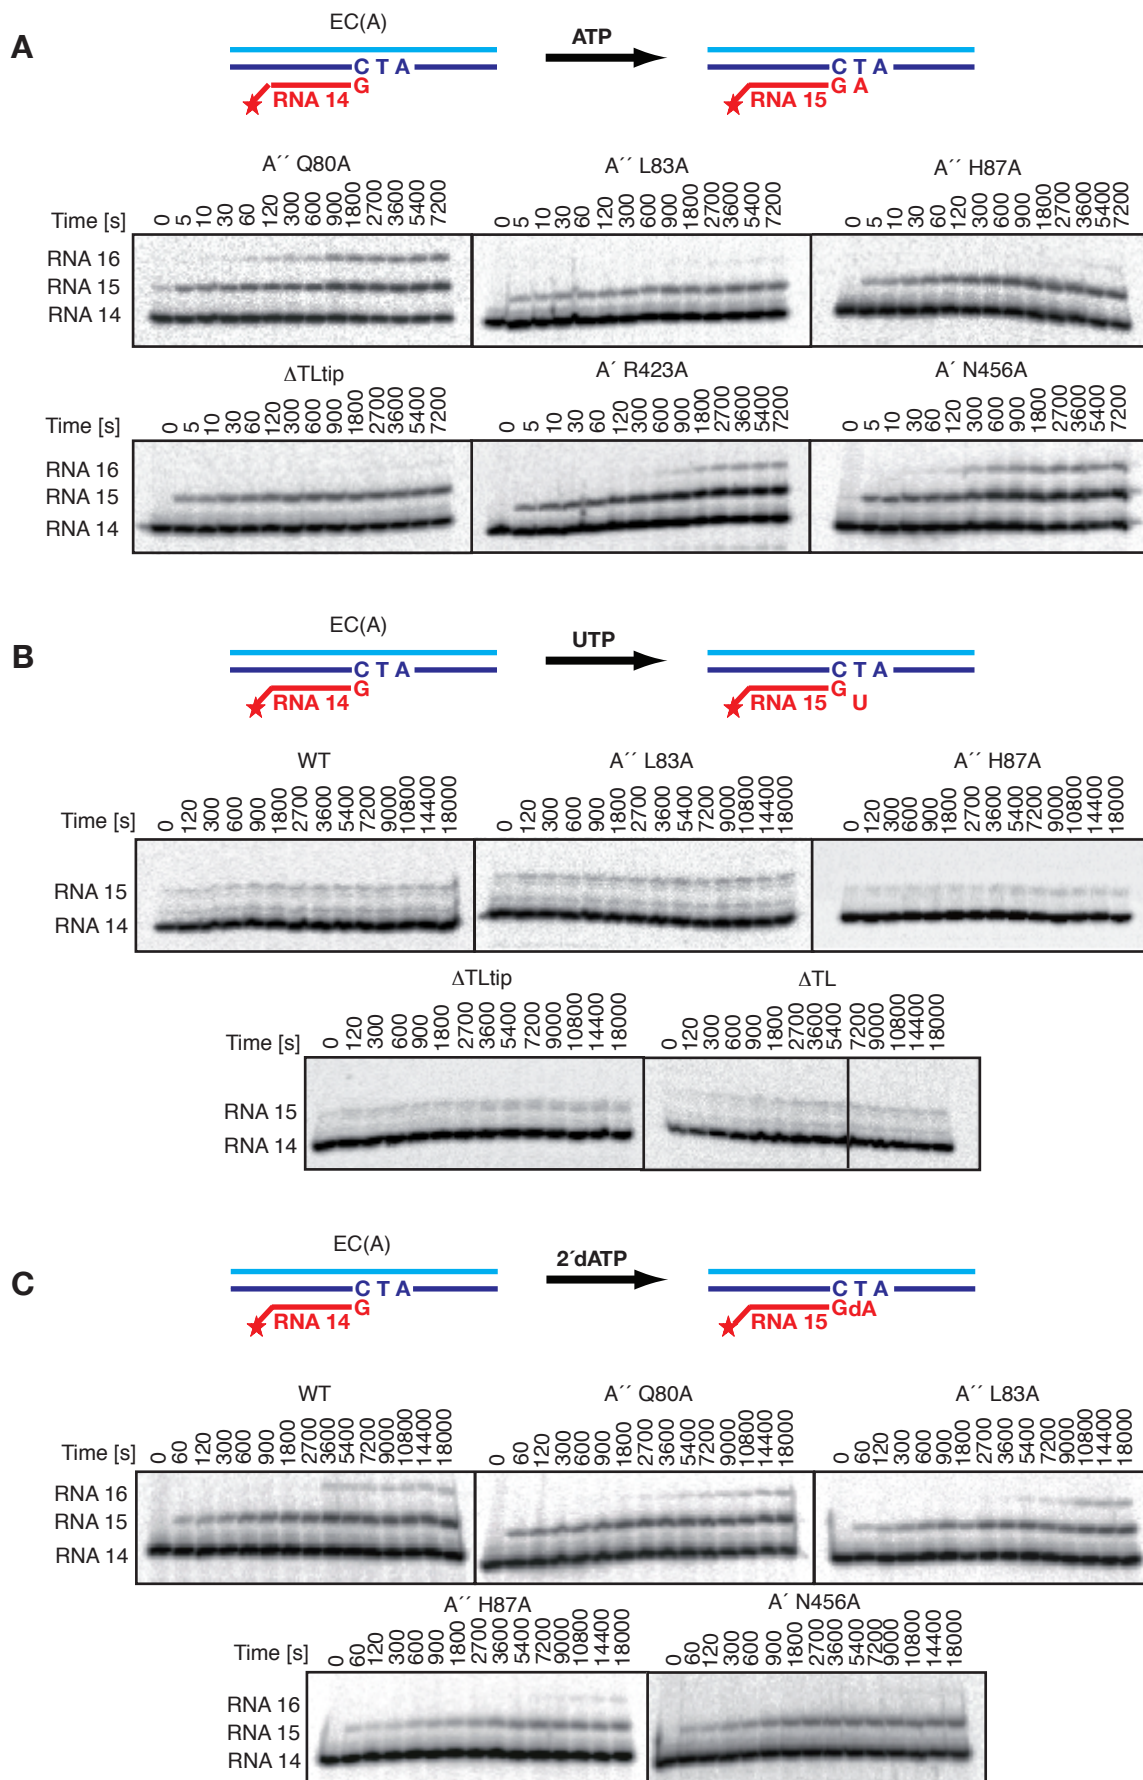 A
EC(A)
ATP
C T A
G
RNA 14
C T A
G A
RNA 15
A´´ Q80A
A´´ L83A
A´´ H87A
Time [s]
0 5 10 30 60 120 300 600 900 1800 2700 3600 5400 7200
0 5 10 30 60 120 300 600 900 1800 2700 3600 5400 7200
0 5 10 30 60 120 300 600 900 1800 2700 3600 5400 7200
RNA 16
RNA 15
RNA 14
ΔTLtip
A´ R423A
A´ N456A
Time [s]
0 5 10 30 60 120 300 600 900 1800 2700 3600 5400 7200
0 5 10 30 60 120 300 600 900 1800 2700 3600 5400 7200
0 5 10 30 60 120 300 600 900 1800 2700 3600 5400 7200
RNA 16
RNA 15
RNA 14
B
EC(A)
UTP
C T A
G
RNA 14
C T A
G
RNA 15
U
WT
A´´ L83A
A´´ H87A
Time [s]
0 120 300 600 900 1800 2700 3600 5400 7200 9000 10800 14400 18000
0 120 300 600 900 1800 2700 3600 5400 7200 9000 10800 14400 18000
0 120 300 600 900 1800 2700 3600 5400 7200 9000 10800 14400 18000
RNA 15
RNA 14
ΔTLtip
ΔTL
Time [s]
0 120 300 600 900 1800 2700 3600 5400 7200 9000 10800 14400 18000
0 120 300 600 900 1800 2700 3600 5400 7200 9000 10800 14400 18000
RNA 15
RNA 14
C
EC(A)
2´dATP
C T A
G
RNA 14
C T A
GdA
RNA 15
WT
A´´ Q80A
A´´ L83A
Time [s]
0 60 120 300 600 900 1800 2700 3600 5400 7200 9000 10800 14400 18000
0 60 120 300 600 900 1800 2700 3600 5400 7200 9000 10800 14400 18000
0 60 120 300 600 900 1800 2700 3600 5400 7200 9000 10800 14400 18000
RNA 16
RNA 15
RNA 14
A´´ H87A
A´ N456A
Time [s]
0 60 120 300 600 900 1800 2700 3600 5400 7200 9000 10800 14400 18000
0 60 120 300 600 900 1800 2700 3600 5400 7200 9000 10800 14400 18000
RNA 16
RNA 15
RNA 14